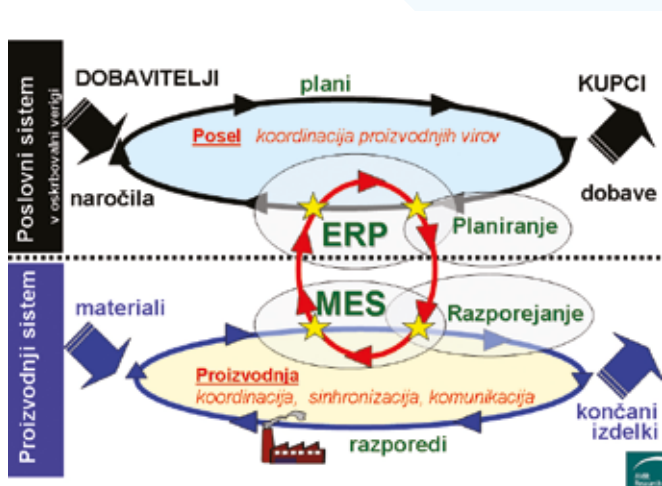 Poslovni sistem
v oskrbovalni verigi
DOBAVITELJI
plani
KUPCI
Posel koordinacija proizvodnjih virov
naročila
dobave
ERP
Planiranje
Proizvodnji sistem
materiali
MES
Razporejanje
Proizvodnja
koordinacija, sinhronizacija, komunikacija
razporedi
končani
izdelki